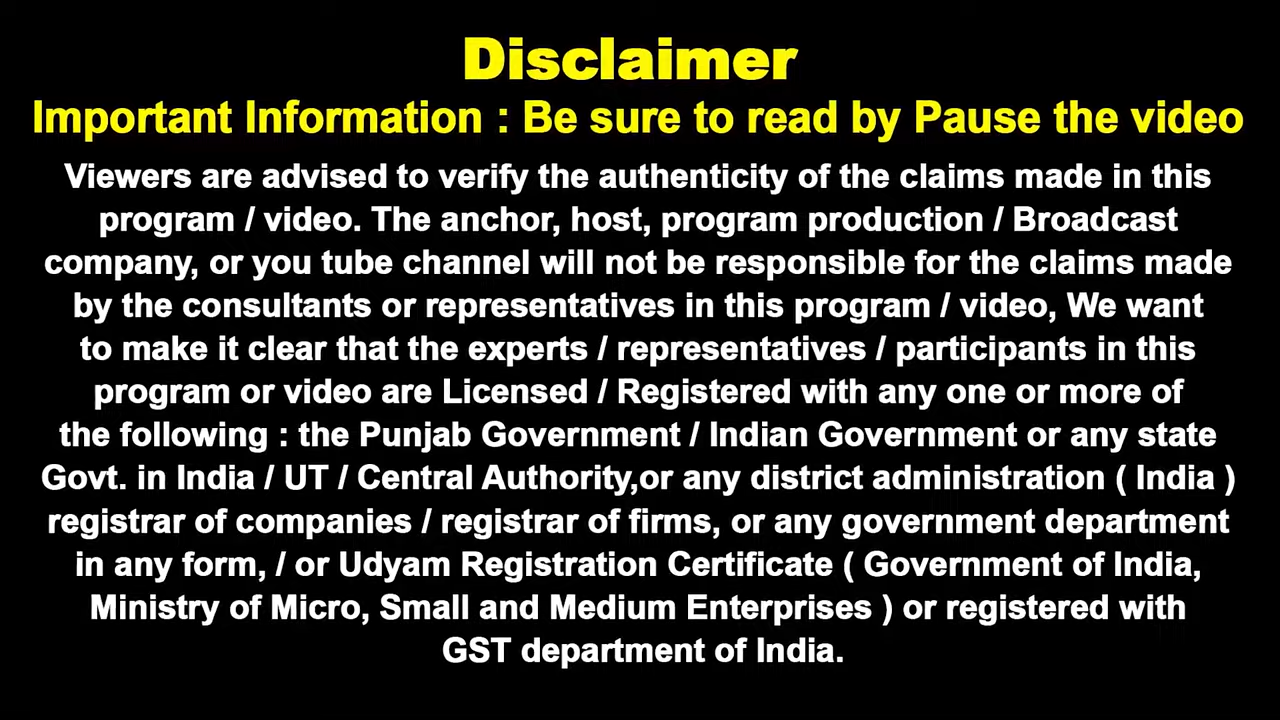 Disclaimer
Important Information : Be sure to read by Pause the video
Viewers are advised to verify the authenticity of the claims made in this
program / video. The anchor, host, program production / Broadcast
company, or you tube channel will not be responsible for the claims made
by the consultants or representatives in this program / video, We want
to make it clear that the experts / representatives / participants in this
program or video are Licensed / Registered with any one or more of
the following : the Punjab Government / Indian Government or any state
Govt. in India / UT / Central Authority,or any district administration ( India )
registrar of companies / registrar of firms, or any government department
in any form, / or Udyam Registration Certificate ( Government of India,
Ministry of Micro, Small and Medium Enterprises ) or registered with
GST department of India.